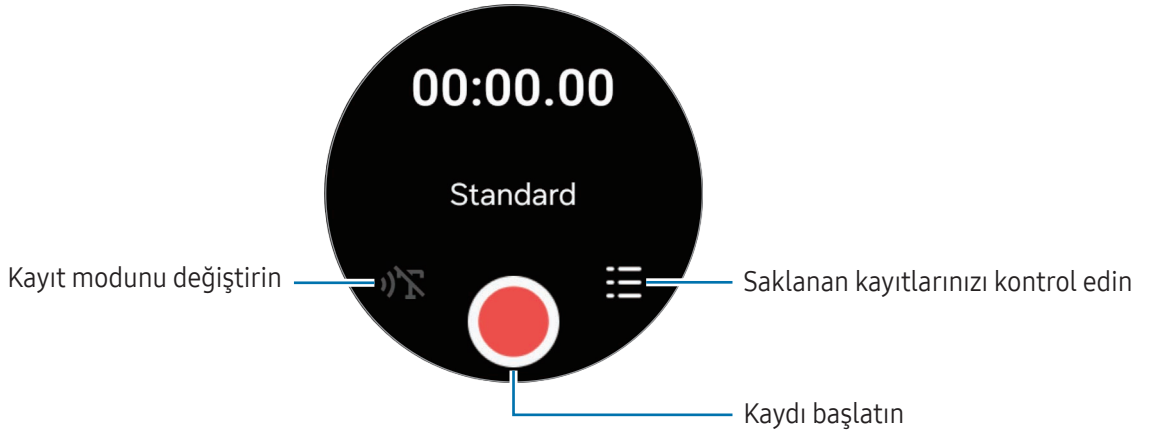 00:00.00
Standard
Kayıt modunu değiştirin
Saklanan kayıtlarınızı kontrol edin
Kaydı başlatın